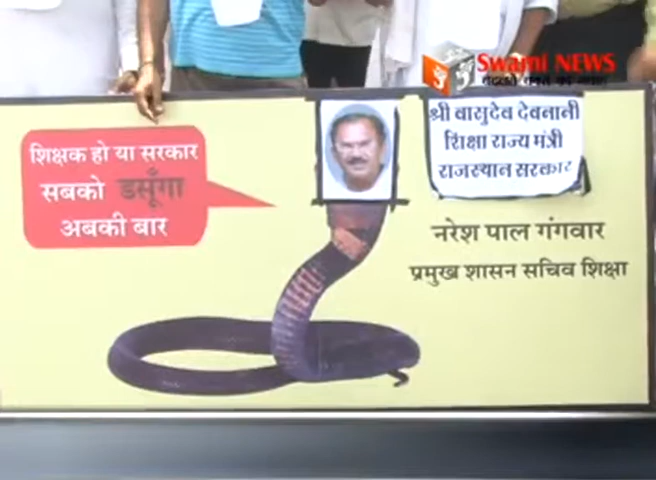 Swami NEWS
शिक्षक हो या सरकार
सबको डसूँगा
अबकी बार
श्री वासुदेव देवनानी
शिक्षा राज्य मंत्री
राजस्थान सरकार
नरेश पाल गंगवार
प्रमुख शासन सचिव शिक्षा